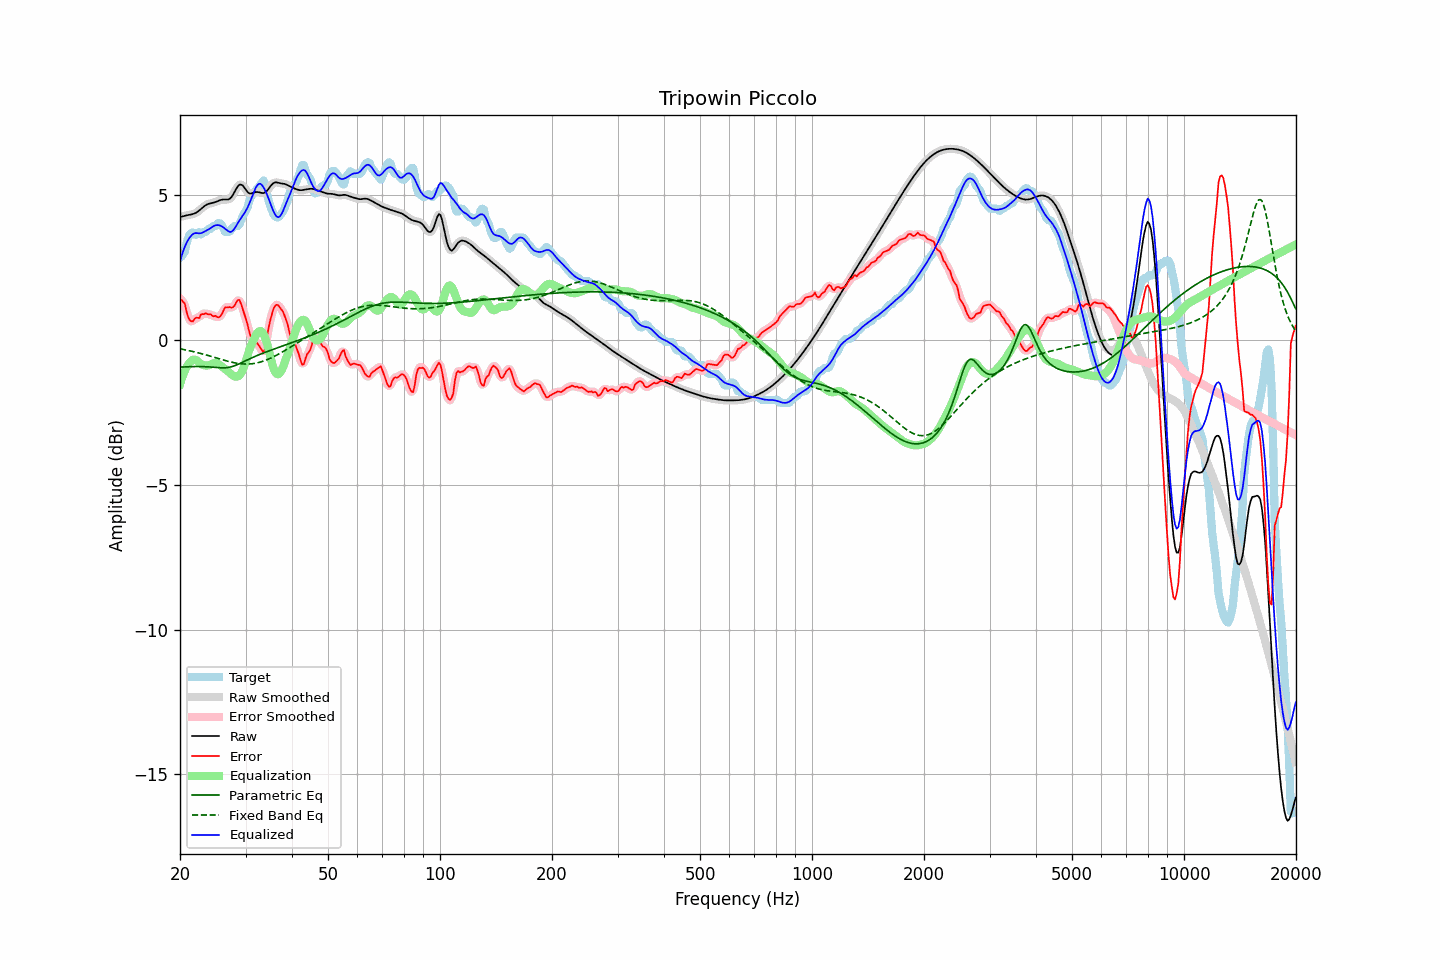 Tripowin Piccolo
Amplitude (dBr)
5
0
−5
−10
−15
Target
Raw Smoothed
Error Smoothed
Raw
Error
Equalization
Parametric Eq
Fixed Band Eq
Equalized
20 50 100 200 500 1000 2000 5000 10000 20000
Frequency (Hz)